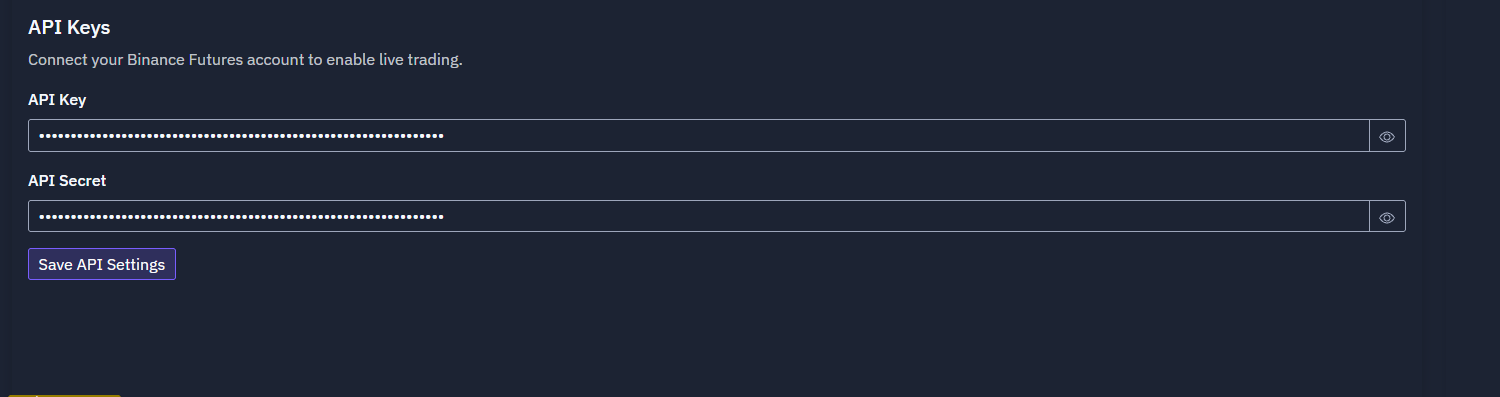 API Keys
Connect your Binance Futures account to enable live trading.
API Key
••••••••••••••••••••••••••••••••••••••••••••••••••••••••••••••••
API Secret
••••••••••••••••••••••••••••••••••••••••••••••••••••••••••••••••
Save API Settings